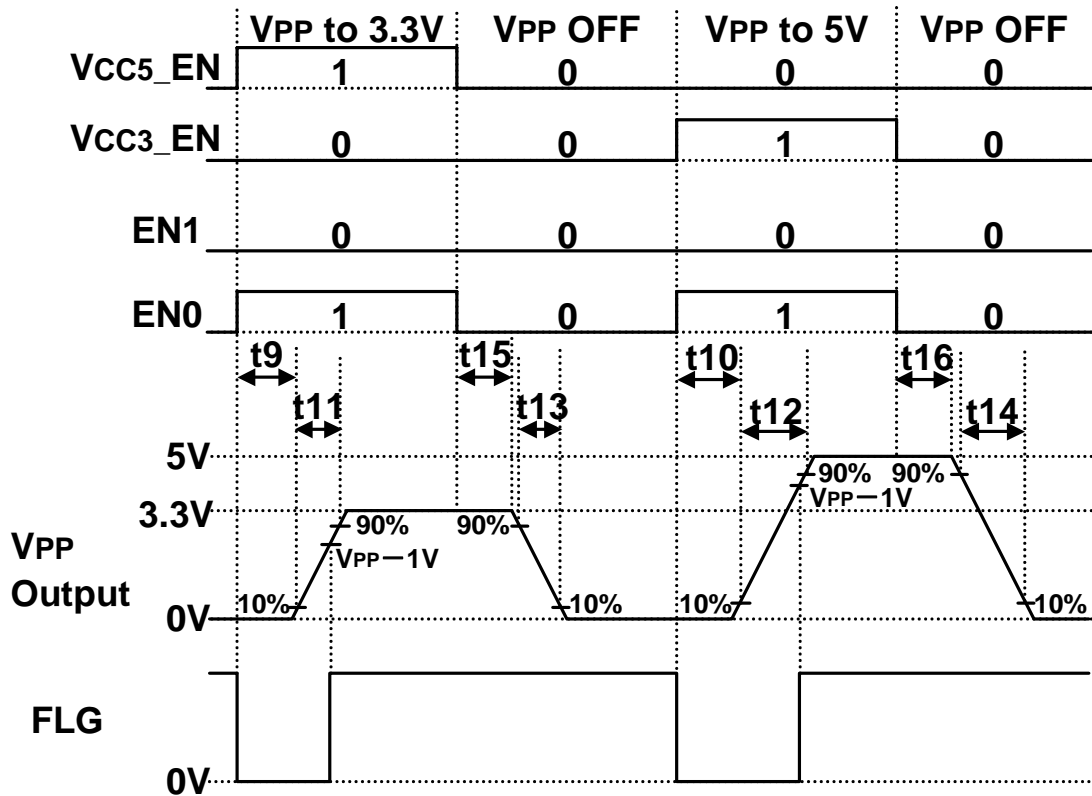 VPP to 3.3V VPP OFF VPP to 5V VPP OFF
VCC5_EN 1 0 0 0
VCC3_EN 0 0 1 0
EN1 0 0 0 0
EN0 1 0 1 0
t9 t15 t10 t16
t11 t13 t12 t14
5V 90% 90%
VPP-1V
3.3V 90% 90%
VPP-1V
VPP
Output
10% 10% 10% 10%
0V
FLG
0V